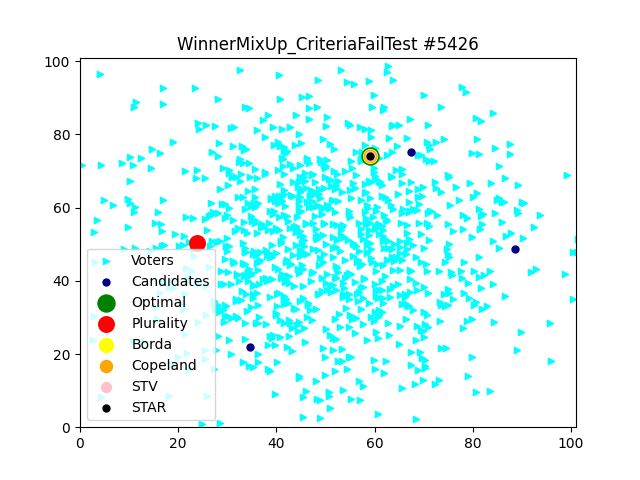 WinnerMixUp_CriteriaFailTest #5426
100
80
60
40
20
0
Voters
Candidates
Optimal
Plurality
Borda
Copeland
STV
STAR
0 20 40 60 80 100